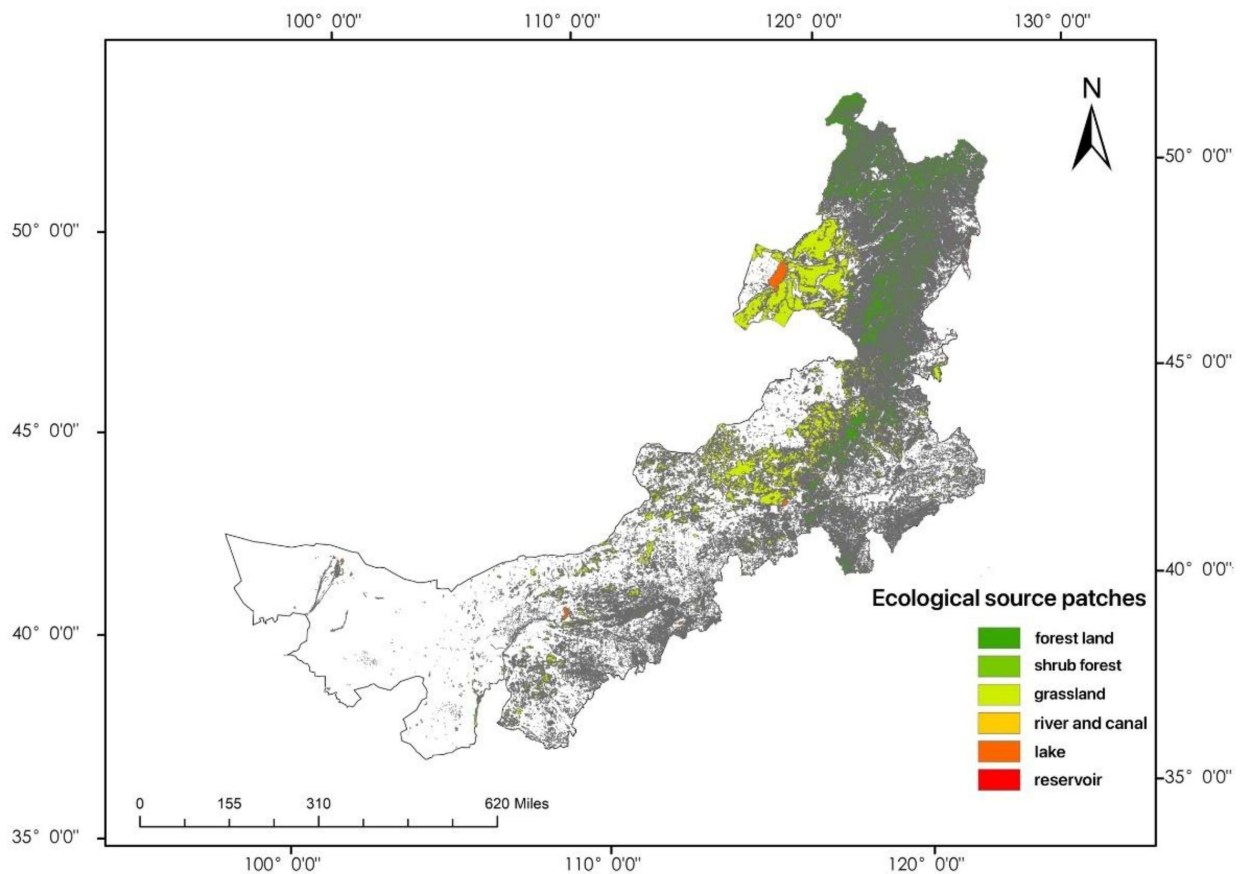 100° 0'0" 110° 0'0" 120° 0'0" 130° 0'0"
N
50° 0'0"
50° 0'0"
45° 0'0"
45° 0'0"
40° 0'0"
Ecological source patches
40° 0'0"
forest land
shrub forest
grassland
river and canal
lake
reservoir
35° 0'0"
0 155 310 620 Miles
35° 0'0"
100° 0'0" 110° 0'0" 120° 0'0"